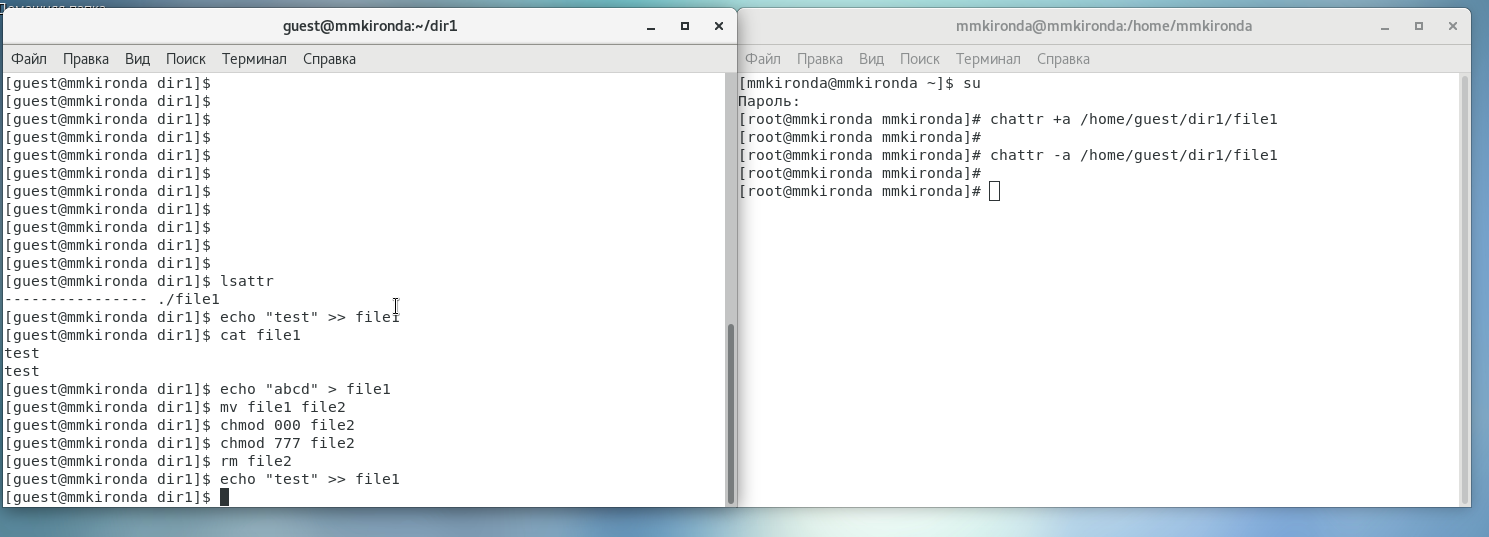 guest@mmkironda:~/dir1
Файл Правка Вид Поиск Терминал Справка
[guest@mmkironda dir1]$
[guest@mmkironda dir1]$
[guest@mmkironda dir1]$
[guest@mmkironda dir1]$
[guest@mmkironda dir1]$
[guest@mmkironda dir1]$
[guest@mmkironda dir1]$
[guest@mmkironda dir1]$
[guest@mmkironda dir1]$
[guest@mmkironda dir1]$
[guest@mmkironda dir1]$
[guest@mmkironda dir1]$ lsattr
---------------- ./file1
[guest@mmkironda dir1]$ echo "test" >> file1
[guest@mmkironda dir1]$ cat file1
test
test
[guest@mmkironda dir1]$ echo "abcd" > file1
[guest@mmkironda dir1]$ mv file1 file2
[guest@mmkironda dir1]$ chmod 000 file2
[guest@mmkironda dir1]$ chmod 777 file2
[guest@mmkironda dir1]$ rm file2
[guest@mmkironda dir1]$ echo "test" >> file1
[guest@mmkironda dir1]$
mmkironda@mmkironda:/home/mmkironda
Файл Правка Вид Поиск Терминал Справка
[mmkironda@mmkironda ~]$ su
Пароль:
[root@mmkironda mmkironda]# chattr +a /home/guest/dir1/file1
[root@mmkironda mmkironda]#
[root@mmkironda mmkironda]# chattr -a /home/guest/dir1/file1
[root@mmkironda mmkironda]#
[root@mmkironda mmkironda]#